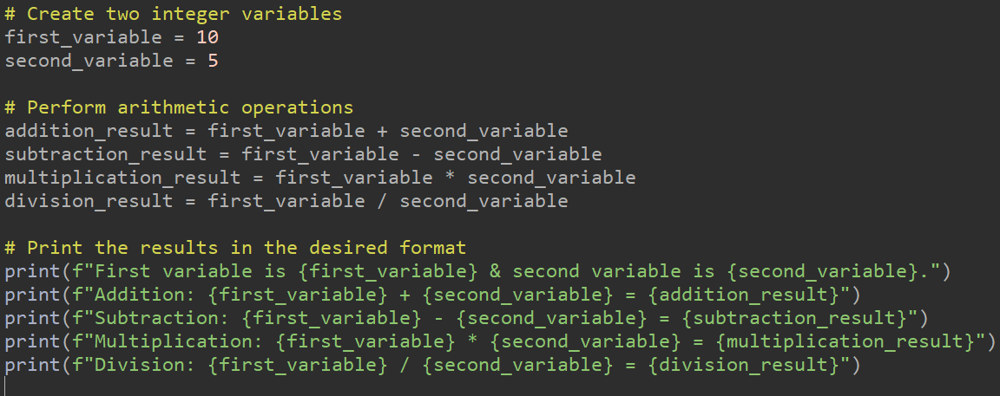 # Create two integer variables
first_variable = 10
second_variable = 5

# Perform arithmetic operations
addition_result = first_variable + second_variable
subtraction_result = first_variable - second_variable
multiplication_result = first_variable * second_variable
division_result = first_variable / second_variable

# Print the results in the desired format
print(f"First variable is {first_variable} & second variable is {second_variable}.")
print(f"Addition: {first_variable} + {second_variable} = {addition_result}")
print(f"Subtraction: {first_variable} - {second_variable} = {subtraction_result}")
print(f"Multiplication: {first_variable} * {second_variable} = {multiplication_result}")
print(f"Division: {first_variable} / {second_variable} = {division_result}")